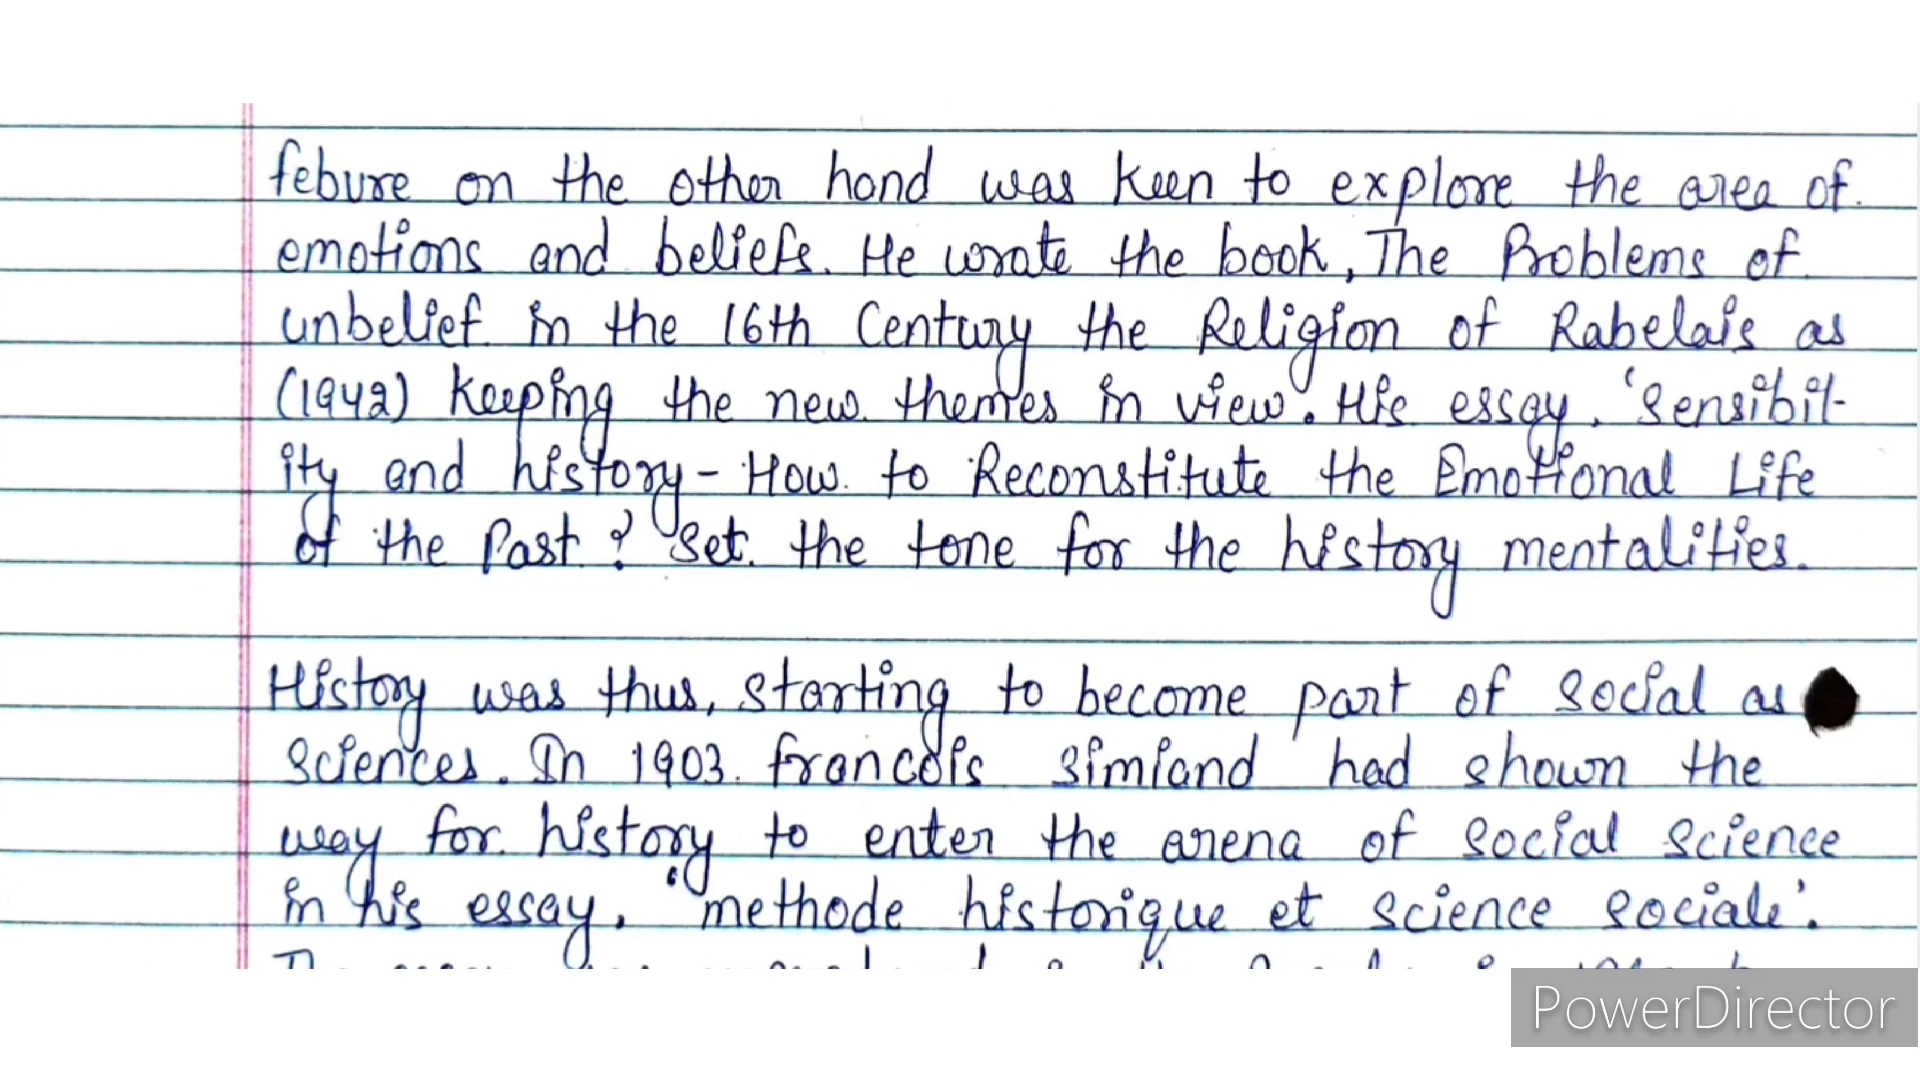 febure on the other hand was keen to explore the area of
emotions and beliefs. He wrote the book, The Problems of
unbelief in the 16th Century the Religion of Rabelais as
(1942) keeping the new themes in view. His essay, 'Sensibil-
ity and history - How to Reconstitute the Emotional Life
of the Past? Set the tone for the history mentalities.
History was thus, starting to become part of social as
sciences. In 1903. francois simiand had shown the
way for history to enter the arena of social science
in his essay, 'methode historique et science sociale'.
PowerDirector